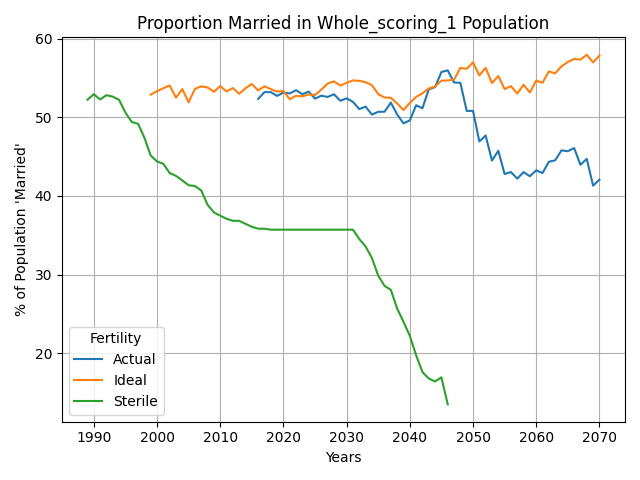 Proportion Married in Whole_scoring_1 Population
% of Population 'Married'
60
50
40
30
20
Fertility
Actual
Ideal
Sterile
1990 2000 2010 2020 2030 2040 2050 2060 2070
Years